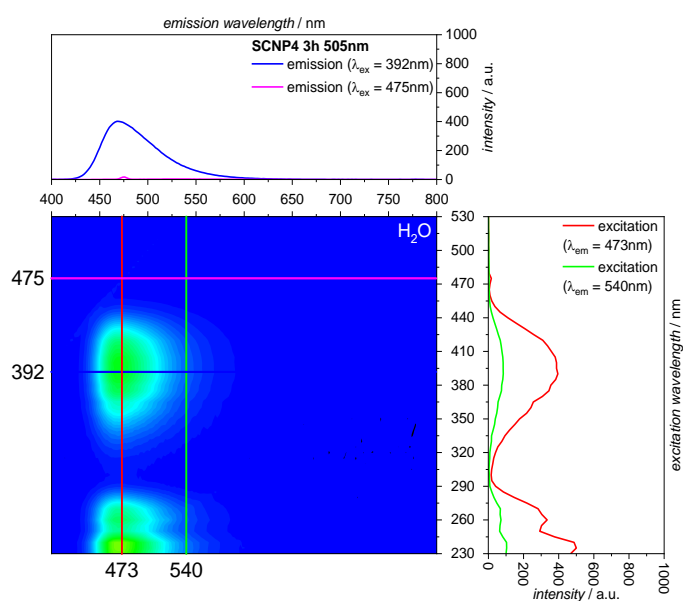 emission wavelength / nm
SCNP4 3h 505nm
emission (λex = 392nm)
emission (λex = 475nm)
1000
800
600
400
200
0
intensity / a.u.
400 450 500 550 600 650 700 750 800
H2O
475
392
473 540
530
500
470
440
410
380
350
320
290
260
230
excitation
(λem = 473nm)
excitation
(λem = 540nm)
excitation wavelength / nm
0 200 400 600 800 1000
intensity / a.u.